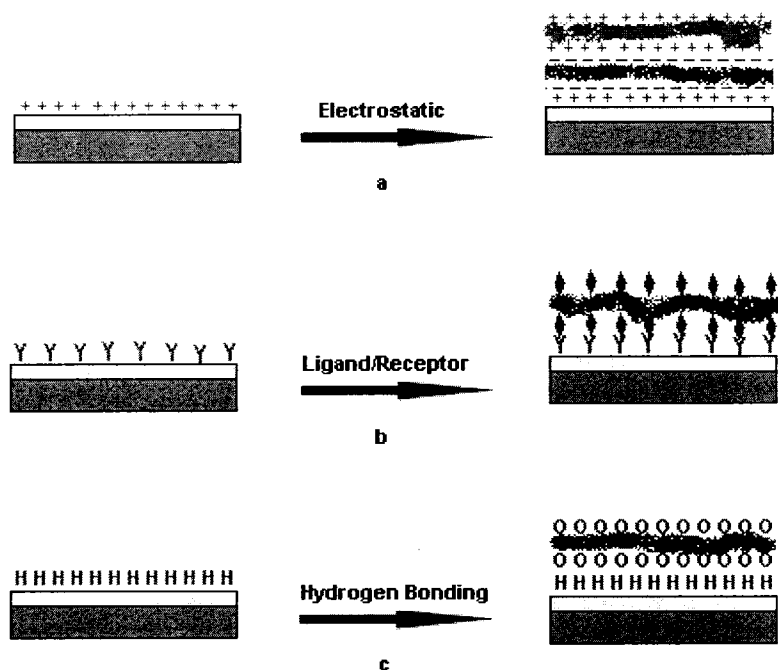 + + + + + + + + + + + +
Electrostatic
a
Y Y Y Y Y Y Y Y
Ligand/Receptor
Y Y Y Y Y Y Y Y
b
O O O O O O O O O O O
O O O O O O O O O O O
H H H H H H H H H H H H
H H H H H H H H H H H
Hydrogen Bonding
c